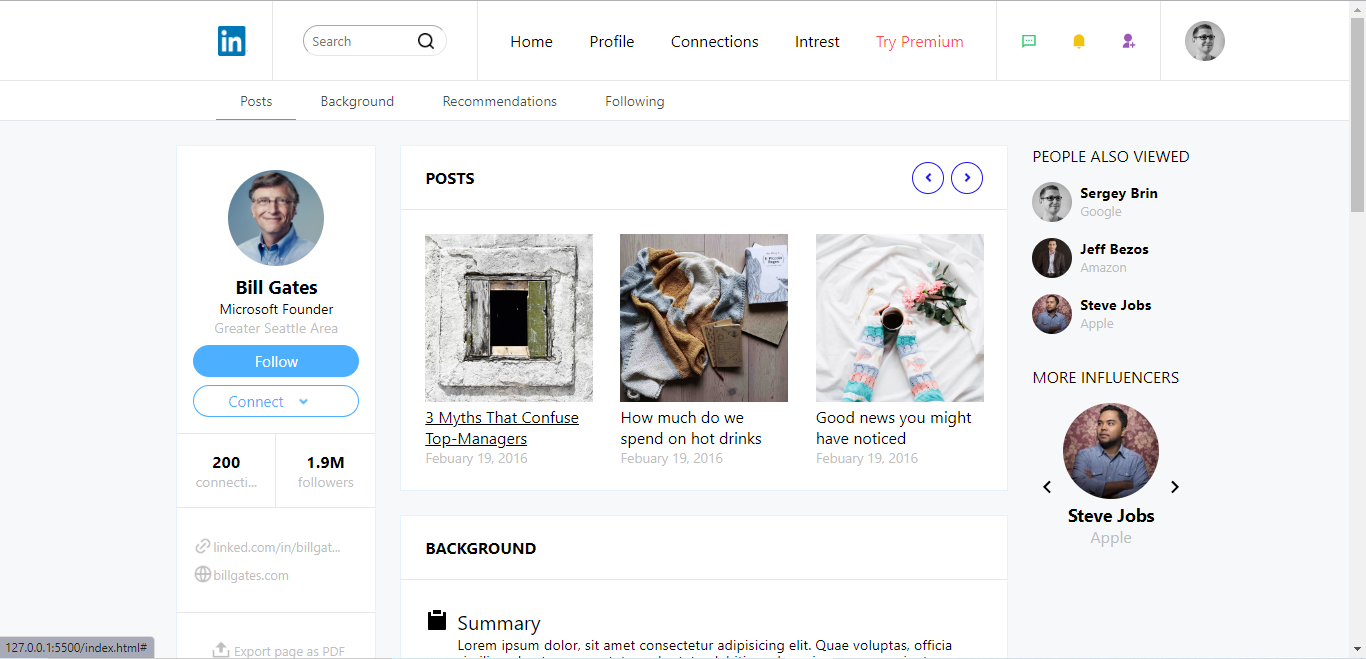 in
Search
Home
Profile
Connections
Intrest
Try Premium
Posts
Background
Recommendations
Following
Bill Gates
Microsoft Founder
Greater Seattle Area
Follow
Connect
200
connecti...
1.9M
followers
linked.com/in/billgat...
billgates.com
Export page as PDF
POSTS
3 Myths That Confuse
Top-Managers
Febuary 19, 2016
How much do we
spend on hot drinks
Febuary 19, 2016
Good news you might
have noticed
Febuary 19, 2016
BACKGROUND
Summary
Lorem ipsum dolor, sit amet consectetur adipisicing elit. Quae voluptas, officia
PEOPLE ALSO VIEWED
Sergey Brin
Google
Jeff Bezos
Amazon
Steve Jobs
Apple
MORE INFLUENCERS
Steve Jobs
Apple
127.0.0.1:5500/index.html#